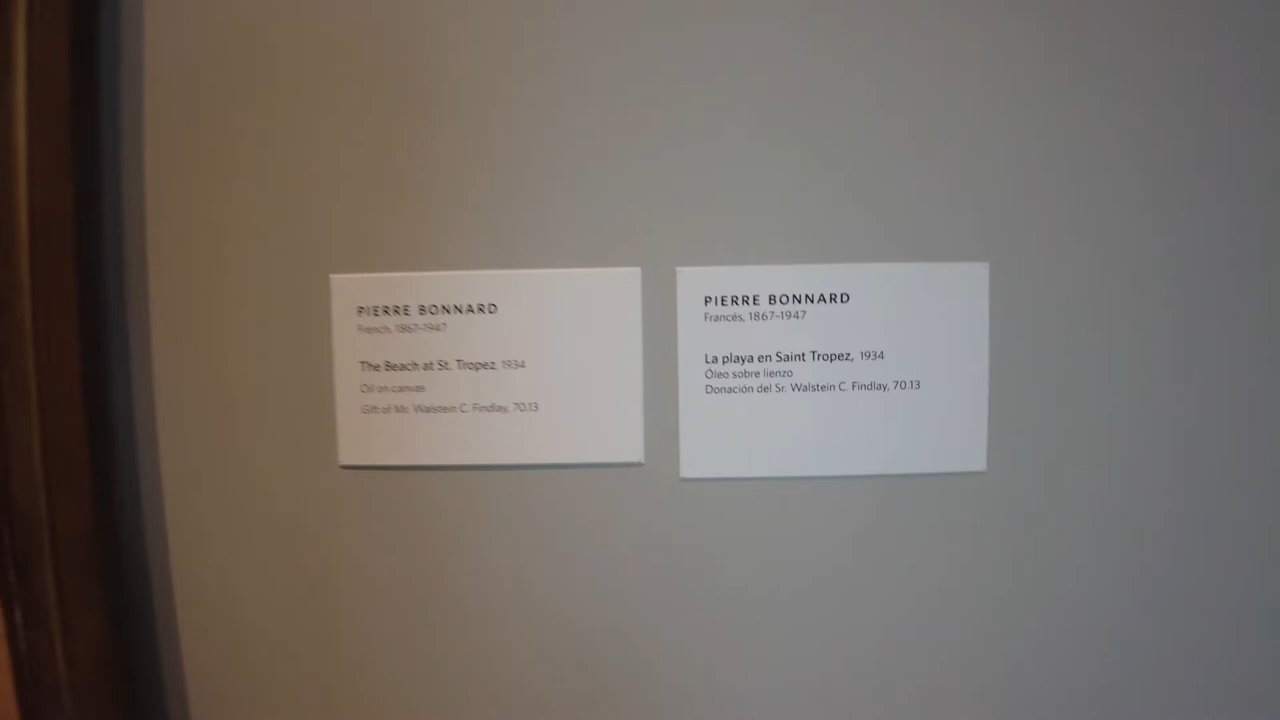 PIERRE BONNARD
French, 1867-1947
The Beach at St. Tropez, 1934
Oil on canvas
Gift of Mr. Walstein C. Findlay, 70.13
PIERRE BONNARD
Francés, 1867-1947
La playa en Saint Tropez, 1934
Óleo sobre lienzo
Donación del Sr. Walstein C. Findlay, 70.13